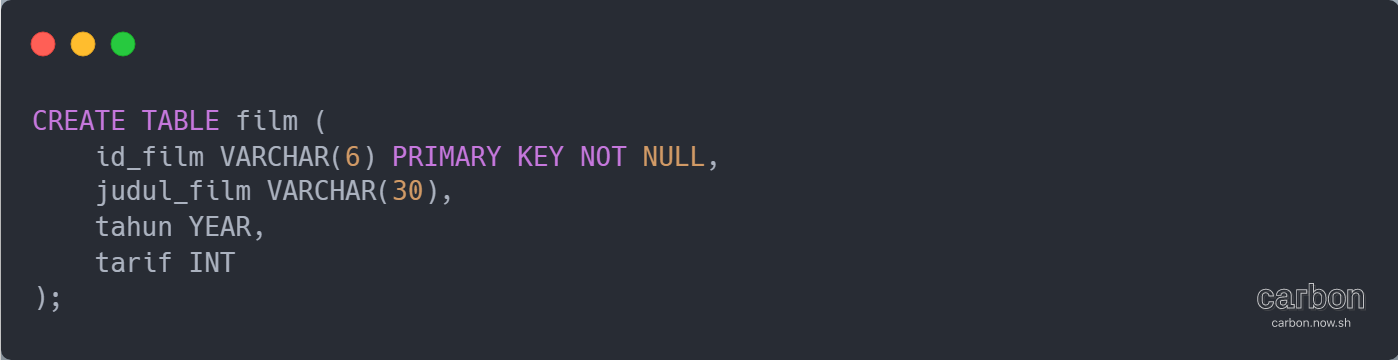 CREATE TABLE film (
    id_film VARCHAR(6) PRIMARY KEY NOT NULL,
    judul_film VARCHAR(30),
    tahun YEAR,
    tarif INT
);
carbon
carbon.now.sh